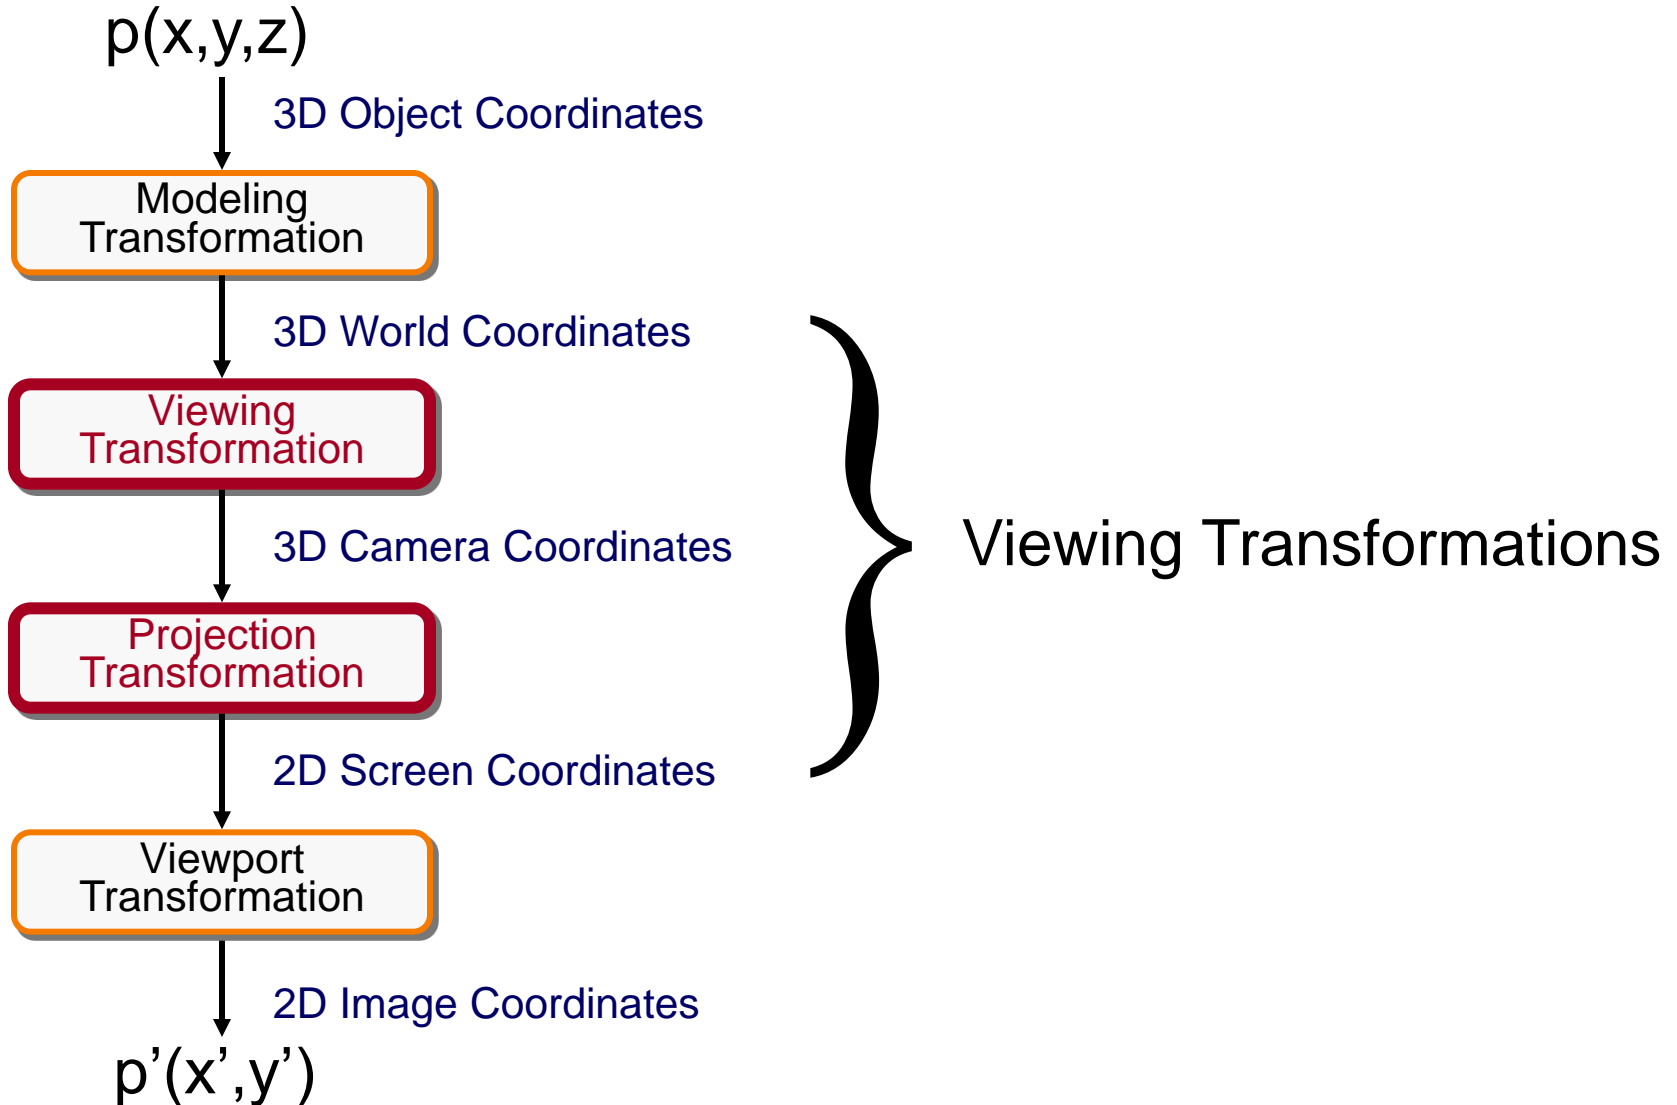 p(x,y,z)
3D Object Coordinates
Modeling
Transformation
3D World Coordinates
Viewing
Transformation
3D Camera Coordinates
Viewing Transformations
Projection
Transformation
2D Screen Coordinates
Viewport
Transformation
2D Image Coordinates
p’(x’,y’)